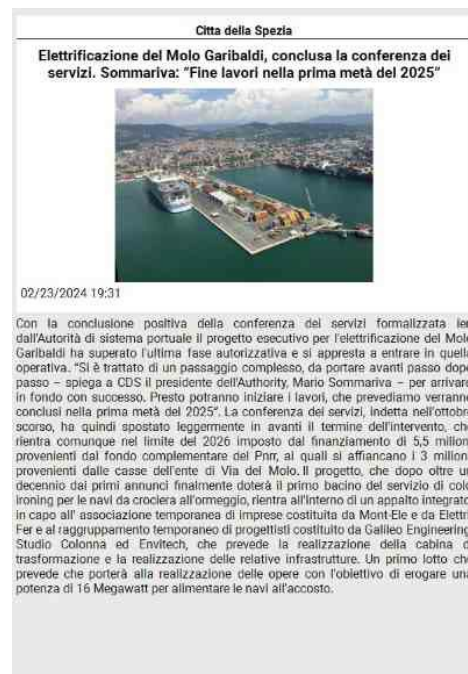 Citta della Spezia
Elettrificazione del Molo Garibaldi, conclusa la conferenza dei
servizi. Sommariva: "Fine lavori nella prima metà del 2025"
02/23/2024 19:31
Con la conclusione positiva della conferenza dei servizi formalizzata ier
dall'Autorità di sistema portuale il progetto esecutivo per l'elettrificazione del Mol
Garibaldi ha superato l'ultima fase autorizzativa e si appresta a entrare in quell
operativa. "Si è trattato di un passaggio complesso, da portare avanti passo dop
passo – spiega a CDS il presidente dell'Authority, Mario Sommariva – per arrivar
in fondo con successo. Presto potranno iniziare i lavori, che prevediamo verrann
conclusi nella prima metà del 2025". La conferenza dei servizi, indetta nell'ottobr
scorso, ha quindi spostato leggermente in avanti il termine dell'intervento, ch
rientra comunque nel limite del 2026 imposto dal finanziamento di 5,5 milion
provenienti dal fondo complementare del Pnrr, ai quali si affiancano i 3 milion
provenienti dalle casse dell'ente di Via del Molo. Il progetto, che dopo oltre u
decennio dai primi annunci finalmente doterà il primo bacino del servizio di col
ironing per le navi da crociera all'ormeggio, rientra all'interno di un appalto integrat
in capo all' associazione temporanea di imprese costituita da Mont-Ele e da Elettr
Fer e al raggruppamento temporaneo di progettisti costituito da Galileo Engineering
Studio Colonna ed Envitech, che prevede la realizzazione della cabina d
trasformazione e la realizzazione delle relative infrastrutture. Un primo lotto ch
prevede che porterà alla realizzazione delle opere con l'obiettivo di erogare un
potenza di 16 Megawatt per alimentare le navi all'accosto.